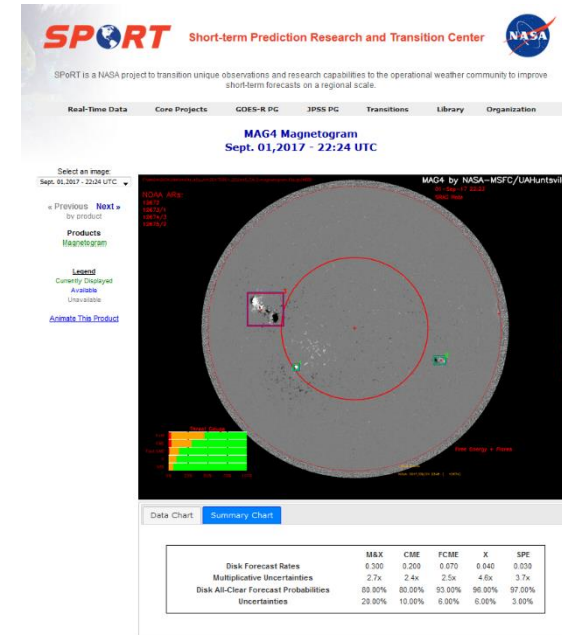 SPoRT
Short-term Prediction Research and Transition Center
NASA
SPoRT is a NASA project to transition unique observations and research capabilities to the operational weather community to improve
short-term forecasts on a regional scale.
Real-Time Data Core Projects GOES-R PG JPSS PG Transitions Library Organization
MAG4 Magnetogram
Sept. 01,2017 - 22:24 UTC
Select an image:
Sept. 01,2017 - 22:24 UTC
« Previous Next »
by product
Products
Magnetogram
Legend
Currently Displayed
Available
Unavailable
Animate This Product
MAG4 by NASA-MSFC/UAHuntsvil
NOAA ARs:
Data Chart Summary Chart
M&X CME FCME X SPE
Disk Forecast Rates 0.300 0.200 0.070 0.040 0.030
Multiplicative Uncertainties 2.7x 2.4x 2.5x 4.6x 3.7x
Disk All-Clear Forecast Probabilities 80.00% 80.00% 93.00% 96.00% 97.00%
Uncertainties 20.00% 10.00% 6.00% 6.00% 3.00%